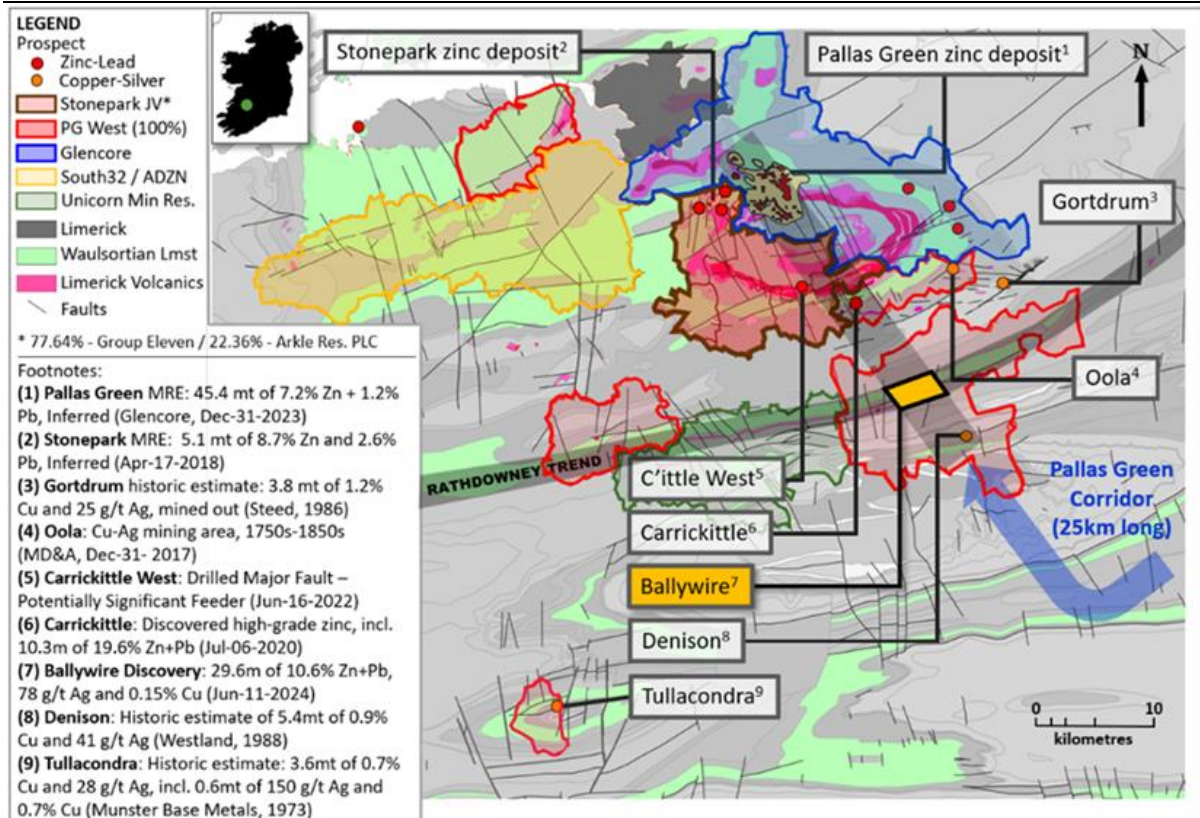 LEGEND
Prospect
Zinc-Lead
Copper-Silver
Stonepark JV*
PG West (100%)
Glencore
South32 / ADZN
Unicorn Min Res.
Limerick
Waulsortian Lmst
Limerick Volcanics
Faults
* 77.64% - Group Eleven / 22.36% - Arkle Res. PLC
Footnotes:
(1) Pallas Green MRE: 45.4 mt of 7.2% Zn + 1.2%
Pb, Inferred (Glencore, Dec-31-2023)
(2) Stonepark MRE: 5.1 mt of 8.7% Zn and 2.6%
Pb, Inferred (Apr-17-2018)
(3) Gortdrum historic estimate: 3.8 mt of 1.2%
Cu and 25 g/t Ag, mined out (Steed, 1986)
(4) Oola: Cu-Ag mining area, 1750s-1850s
(MD&A, Dec-31- 2017)
(5) Carrickittle West: Drilled Major Fault –
Potentially Significant Feeder (Jun-16-2022)
(6) Carrickittle: Discovered high-grade zinc, incl.
10.3m of 19.6% Zn+Pb (Jul-06-2020)
(7) Ballywire Discovery: 29.6m of 10.6% Zn+Pb,
78 g/t Ag and 0.15% Cu (Jun-11-2024)
(8) Denison: Historic estimate of 5.4mt of 0.9%
Cu and 41 g/t Ag (Westland, 1988)
(9) Tullacondra: Historic estimate: 3.6mt of 0.7%
Cu and 28 g/t Ag, incl. 0.6mt of 150 g/t Ag and
0.7% Cu (Munster Base Metals, 1973)
Stonepark zinc deposit²
Pallas Green zinc deposit¹
N
Gortdrum³
Oola⁴
RATHDOWNEY TREND
C'ittle West⁵
Carrickittle⁶
Ballywire⁷
Denison⁸
Tullacondra⁹
Pallas Green
Corridor
(25km long)
0 10
kilometres